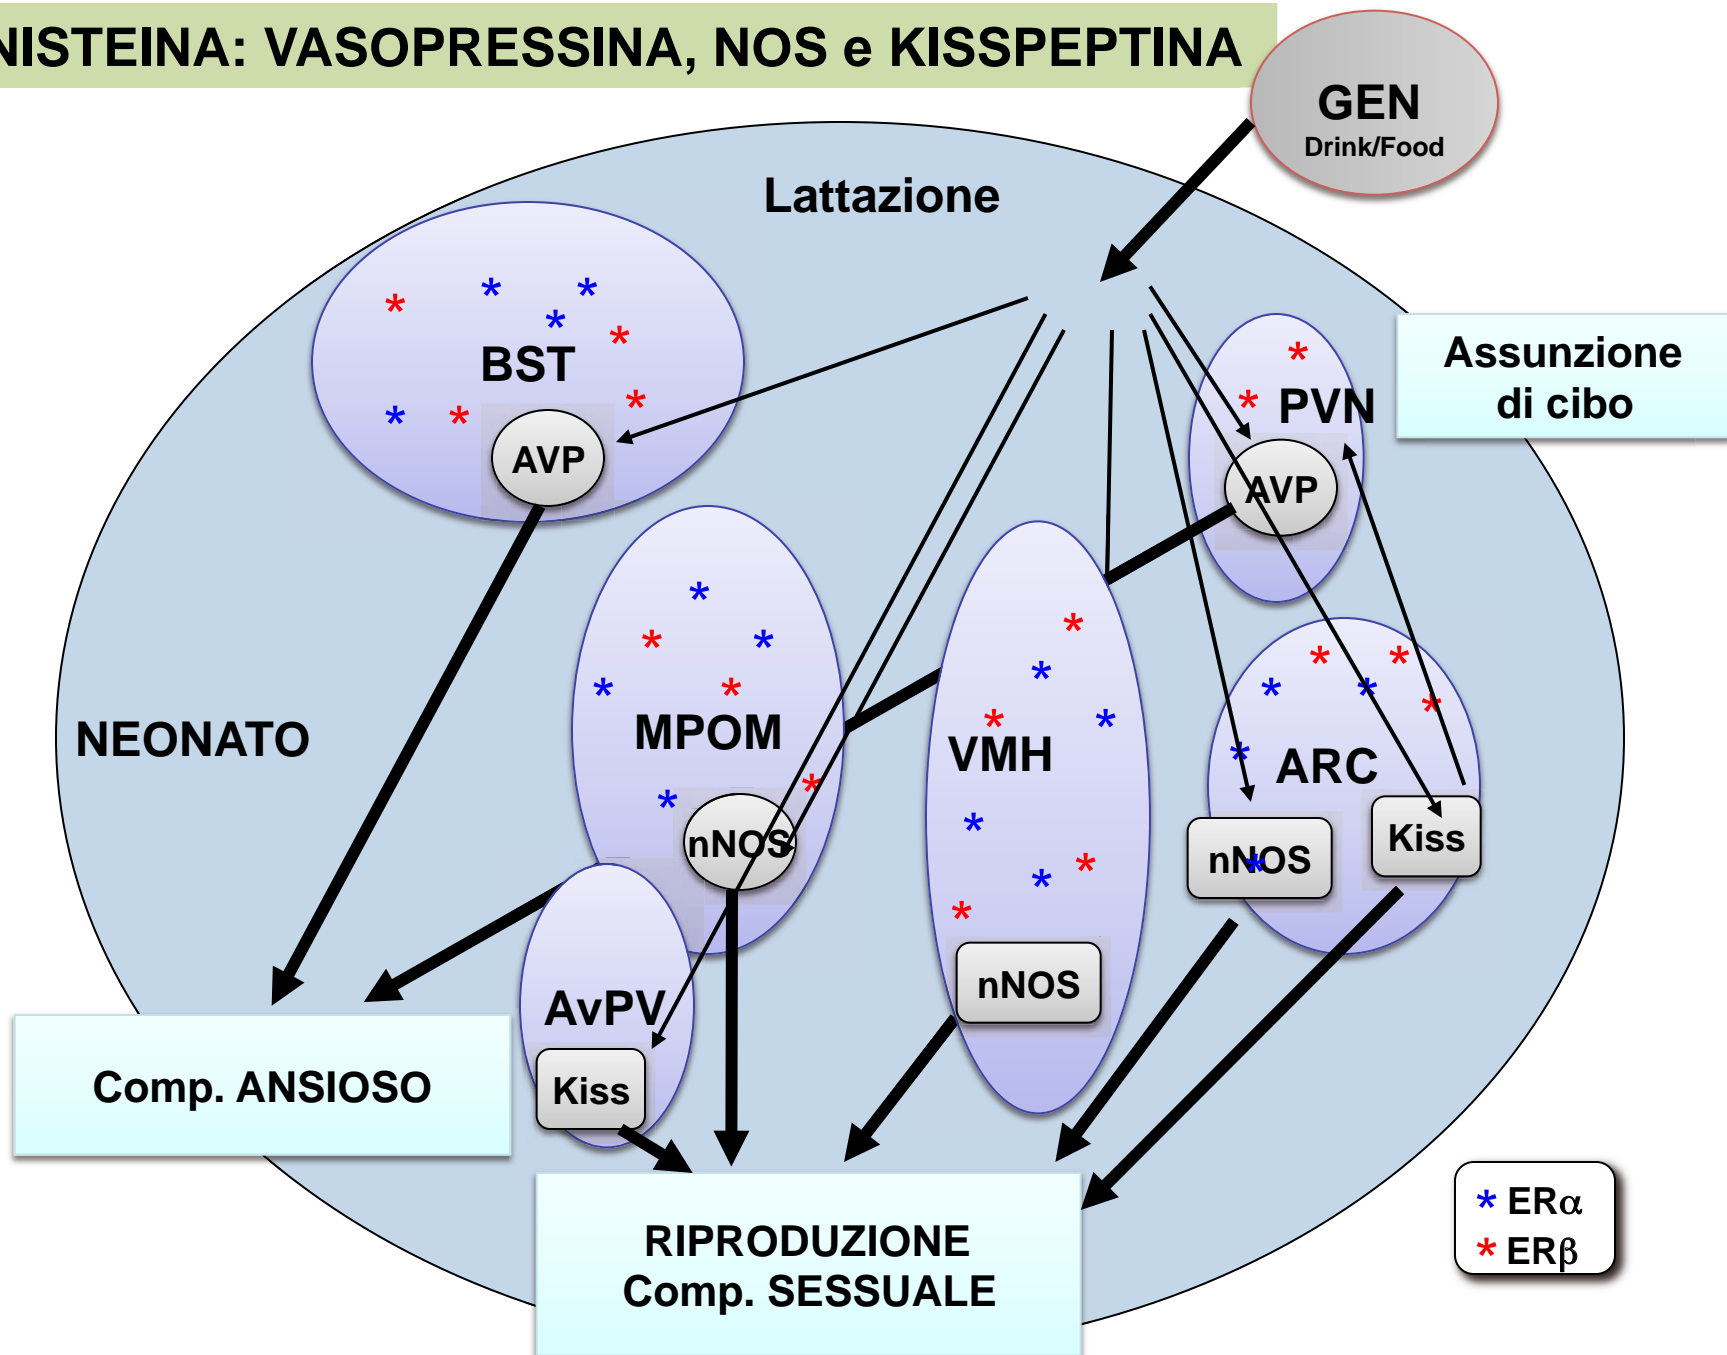 NISTEINA: VASOPRESSINA, NOS e KISSPEPTINA
GEN
Drink/Food
Lattazione
BST
AVP
PVN
AVP
Assunzione
di cibo
NEONATO
MPOM
nNOS
VMH
nNOS
ARC
nNOS
Kiss
AvPV
Kiss
Comp. ANSIOSO
RIPRODUZIONE
Comp. SESSUALE
* ERα
* ERβ